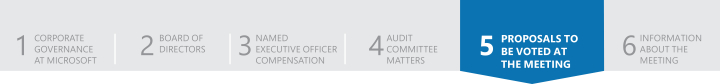 1 CORPORATE
GOVERNANCE
AT MICROSOFT
2 BOARD OF
DIRECTORS
3 NAMED
EXECUTIVE OFFICER
COMPENSATION
4 AUDIT
COMMITTEE
MATTERS
5 PROPOSALS TO
BE VOTED AT
THE MEETING
6 INFORMATION
ABOUT THE
MEETING